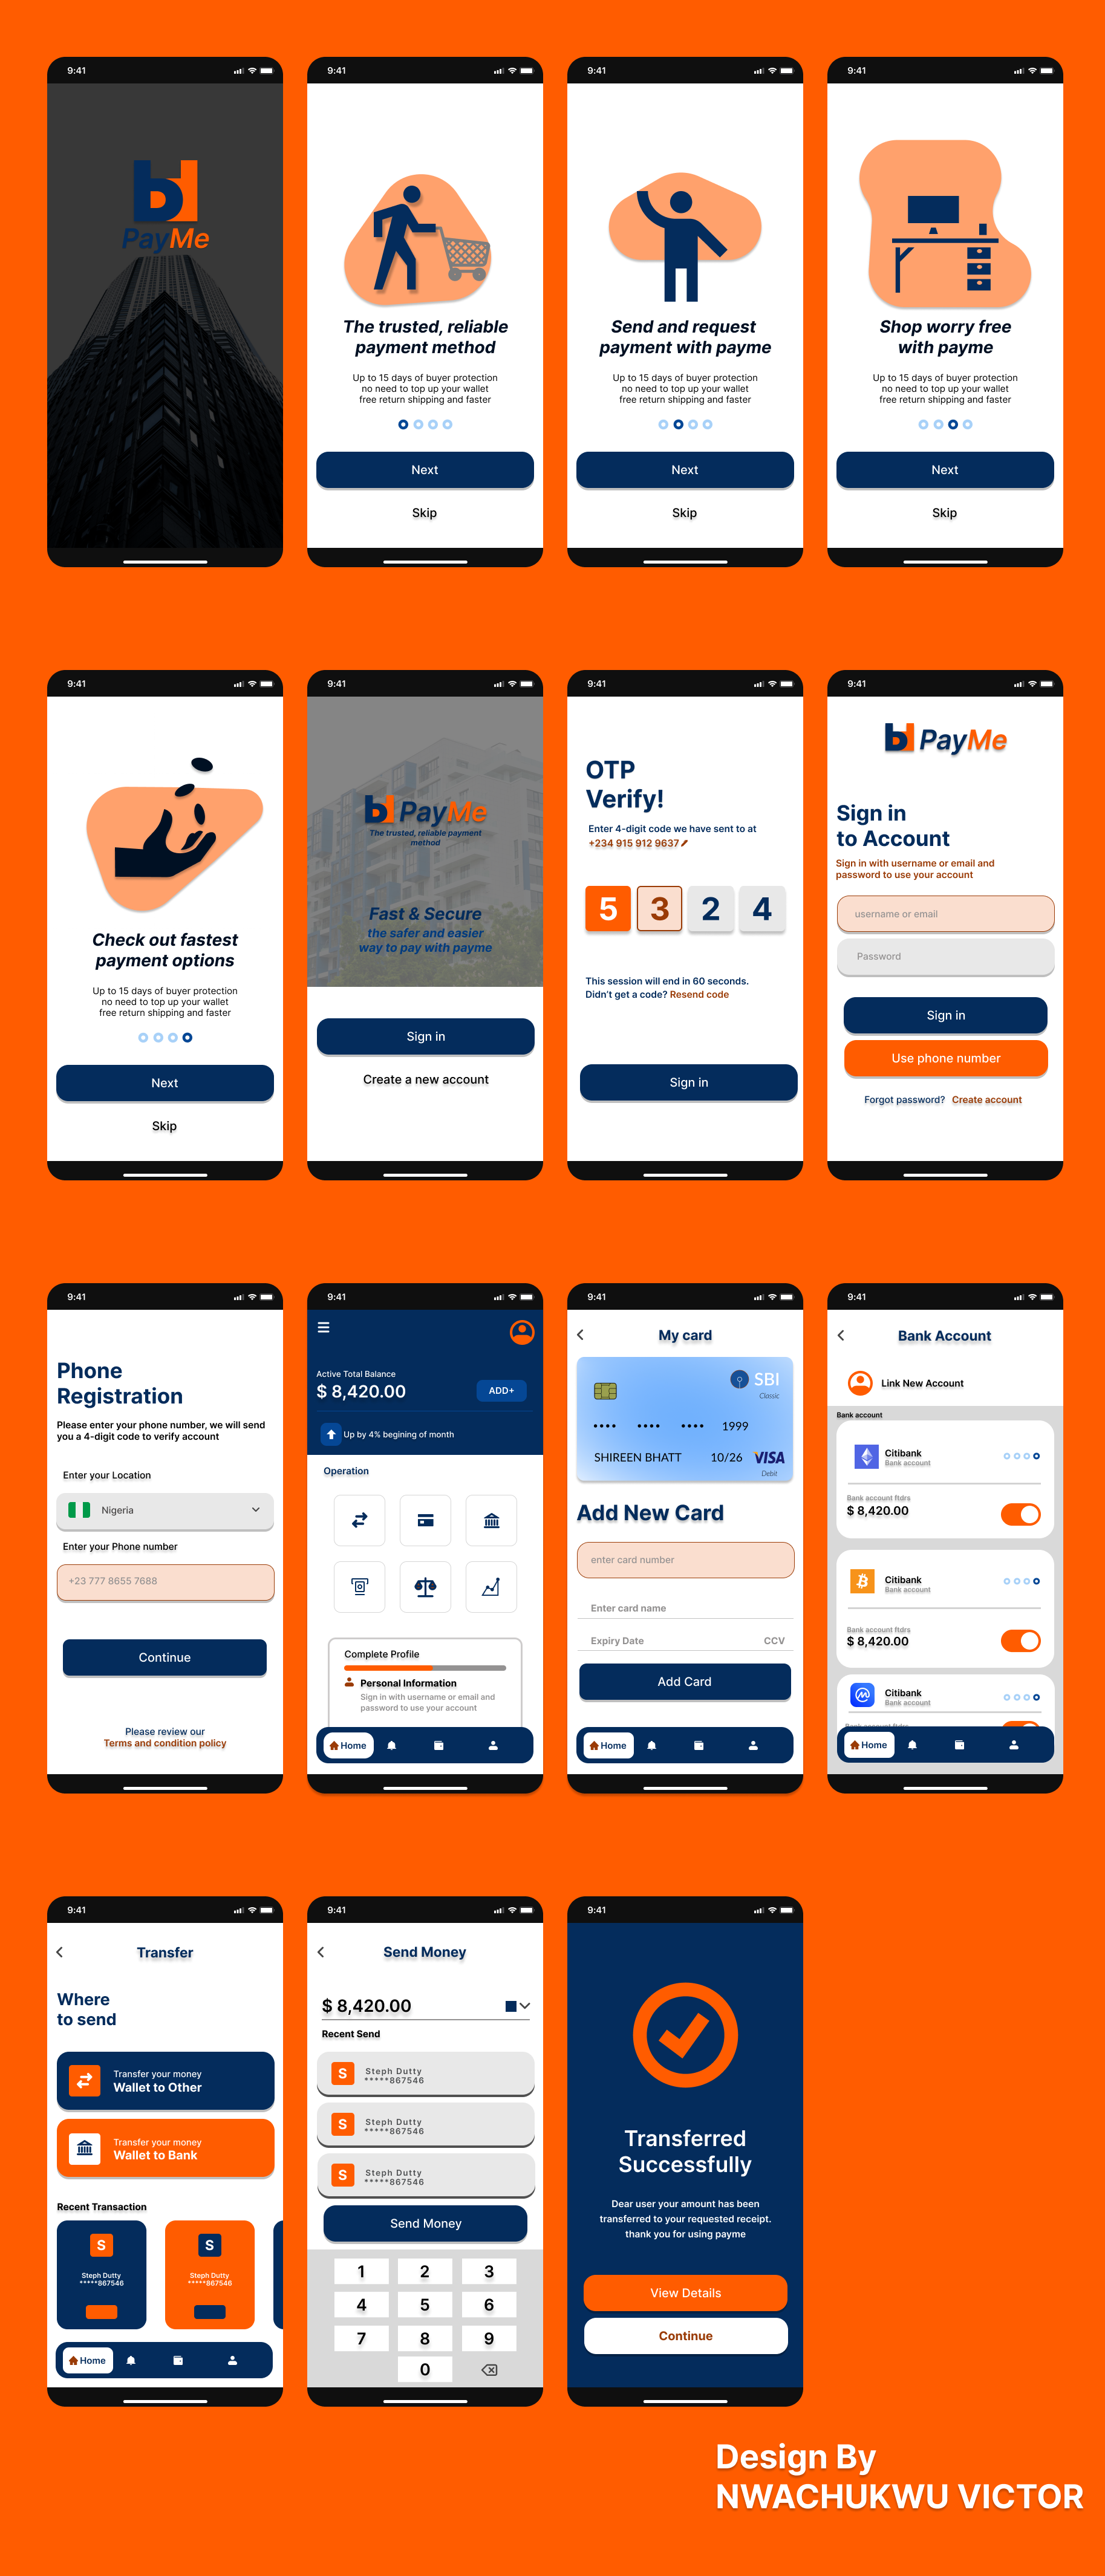 9:41
PayMe
9:41
The trusted, reliable
payment method
Up to 15 days of buyer protection
no need to top up your wallet
free return shipping and faster
Next
Skip
9:41
Send and request
payment with payme
Up to 15 days of buyer protection
no need to top up your wallet
free return shipping and faster
Next
Skip
9:41
Shop worry free
with payme
Up to 15 days of buyer protection
no need to top up your wallet
free return shipping and faster
Next
Skip
9:41
Check out fastest
payment options
Up to 15 days of buyer protection
no need to top up your wallet
free return shipping and faster
Next
Skip
9:41
PayMe
The trusted, reliable payment
method
Fast & Secure
the safer and easier
way to pay with payme
Sign in
Create a new account
9:41
OTP
Verify!
Enter 4-digit code we have sent to at
+234 915 912 9637
5 3 2 4
This session will end in 60 seconds.
Didn't get a code? Resend code
Sign in
9:41
PayMe
Sign in
to Account
Sign in with username or email and
password to use your account
username or email
Password
Sign in
Use phone number
Forgot password? Create account
9:41
Phone
Registration
Please enter your phone number, we will send
you a 4-digit code to verify account
Enter your Location
Nigeria
Enter your Phone number
+23 777 8655 7688
Continue
Please review our
Terms and condition policy
9:41
Active Total Balance
$ 8,420.00
ADD+
Up by 4% begining of month
Operation
Complete Profile
Personal Information
Sign in with username or email and
password to use your account
Home
9:41
My card
SBI
Classic
•••• •••• •••• 1999
SHIREEN BHATT 10/26 VISA
Debit
Add New Card
enter card number
Enter card name
Expiry Date CCV
Add Card
Home
9:41
Bank Account
Link New Account
Bank account
Citibank
Bank account
Bank account ftdrs
$ 8,420.00
Citibank
Bank account
Bank account ftdrs
$ 8,420.00
Citibank
Bank account
Bank account ftdrs
Home
9:41
Transfer
Where
to send
Transfer your money
Wallet to Other
Transfer your money
Wallet to Bank
Recent Transaction
S
Steph Dutty
*****867546
S
Steph Dutty
*****867546
Home
9:41
Send Money
$ 8,420.00
Recent Send
S
Steph Dutty
*****867546
S
Steph Dutty
*****867546
S
Steph Dutty
*****867546
Send Money
1 2 3
4 5 6
7 8 9
0
9:41
Transferred
Successfully
Dear user your amount has been
transferred to your requested receipt.
thank you for using payme
View Details
Continue
Design By
NWACHUKWU VICTOR